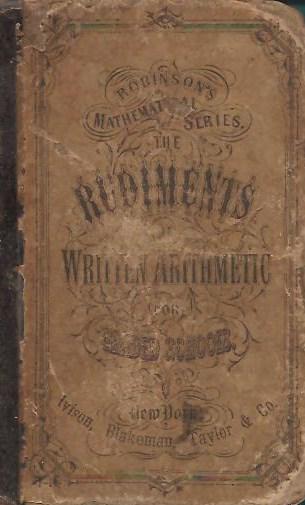 ROBINSON'S
MATHEMATICAL SERIES.
THE
RUDIMENTS
WRITTEN ARITHMETIC
FOR
GRADED SCHOOLS.
New York:
Ivison, Blakeman, Taylor & Co.